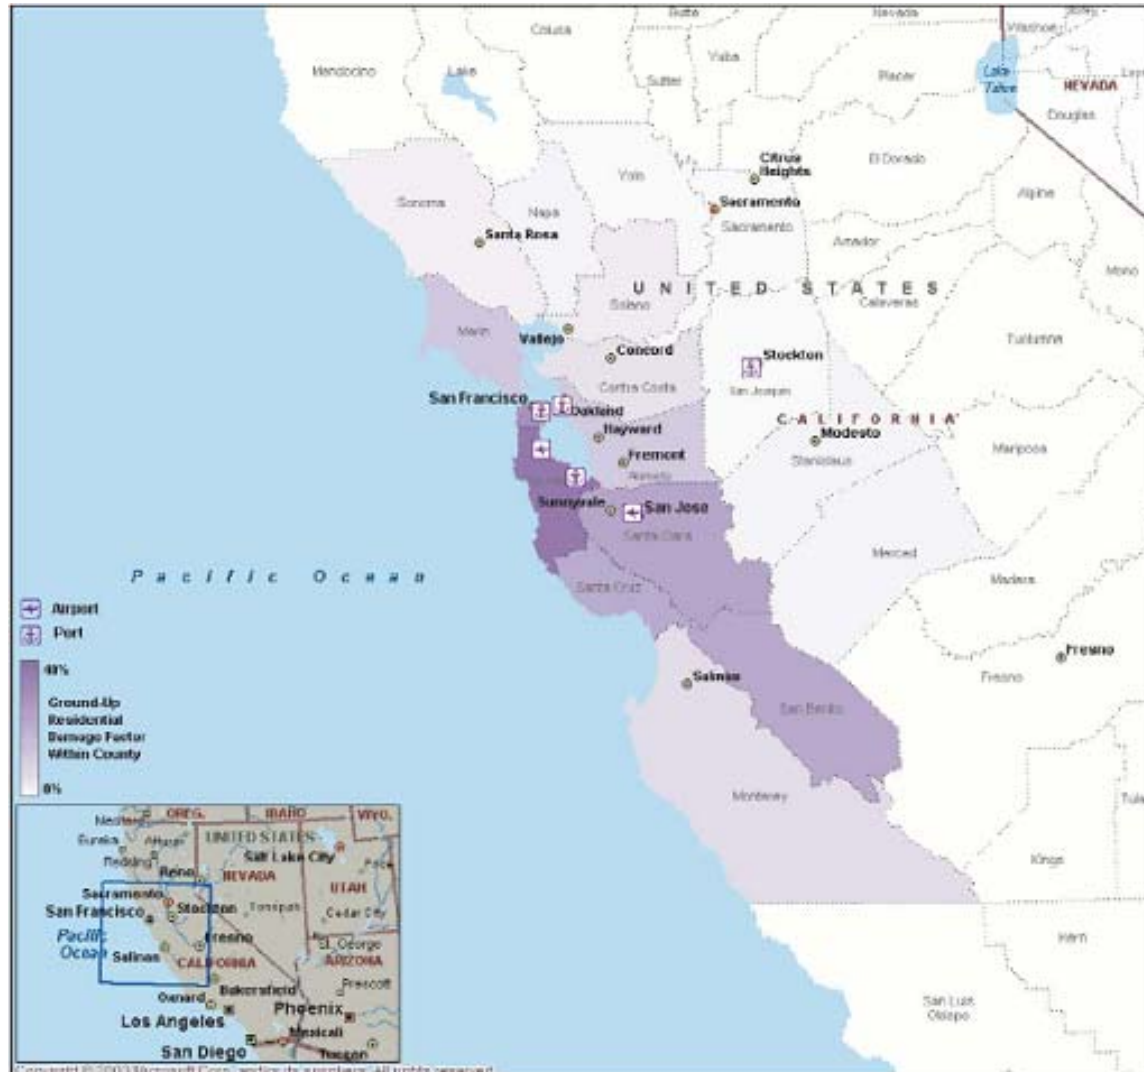 Mendocino
Lake
Colusa
Butte
Yuba
Sutter
Nevada
Placer
Lake
Tahoe
NEVADA
Douglas
Citrus
Heights
El Dorado
Alpine
Yolo
Sonoma
Napa
Sacramento
Sacramento
Santa Rosa
Amador
Mono
UNITED STATES
Solano
Calaveras
Marin
Vallejo
Concord
Stockton
Tuolumne
Contra Costa
San Joaquin
San Francisco
Oakland
CALIFORNIA
Hayward
Modesto
Mariposa
Stanislaus
Fremont
Alameda
Sunnyvale
San Jose
Santa Clara
Merced
Pacific Ocean
Santa Cruz
Madera
Airport
Port
Fresno
Salinas
Fresno
40%
Ground-Up
Residential
Damage Factor
Within County
0%
San Benito
Monterey
Kings
Kern
San Luis
Obispo
OREG.
IDAHO
WYO.
Eureka
UNITED STATES
Salt Lake City
Redding
Reno
NEVADA
UTAH
Sacramento
San Francisco
Stockton
Tonopah
Cedar City
Pacific
Ocean
Fresno
St. George
Salinas
CALIFORNIA
ARIZONA
Bakersfield
Prescott
Oxnard
Phoenix
Los Angeles
Mexicali
San Diego
Tucson